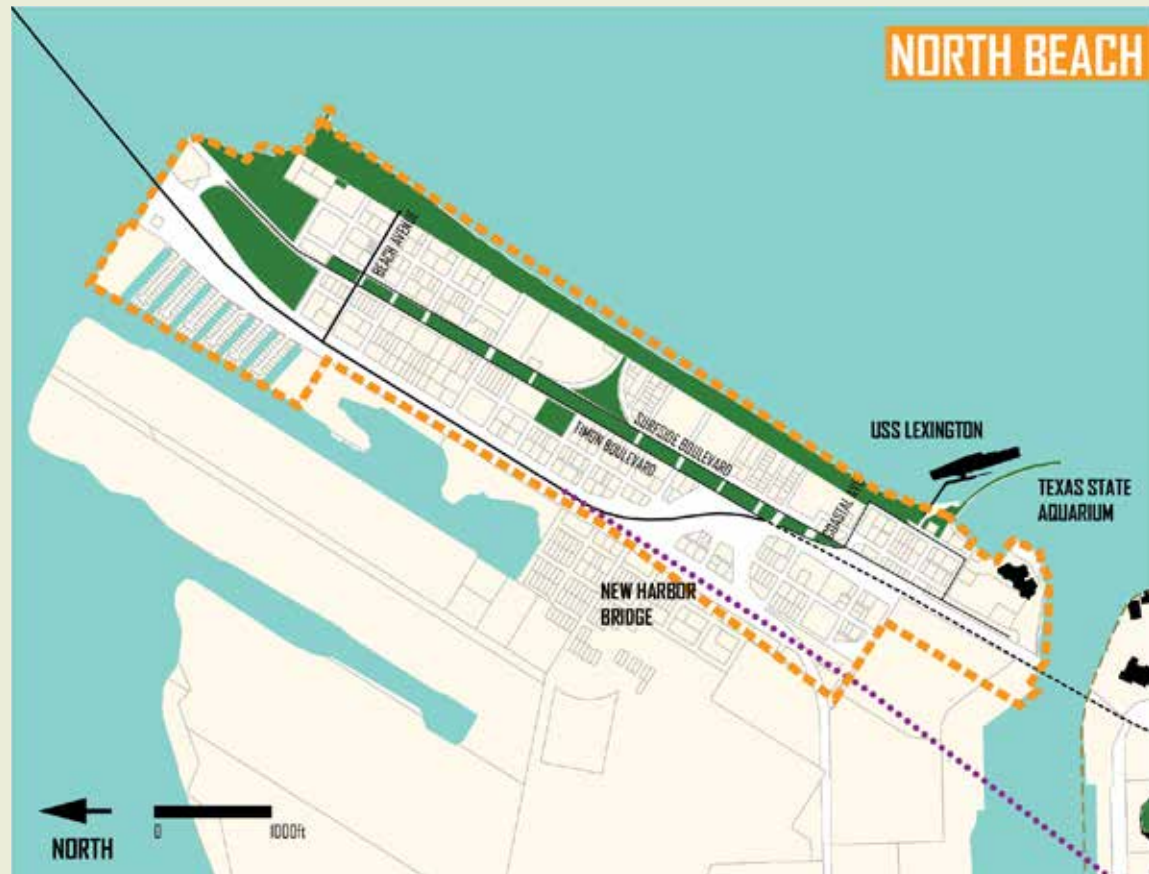 NORTH BEACH
BEACH AVENUE
SURFSIDE BOULEVARD
TIMON BOULEVARD
COASTAL AVE
USS LEXINGTON
TEXAS STATE
AQUARIUM
NEW HARBOR
BRIDGE
NORTH
0 1000ft